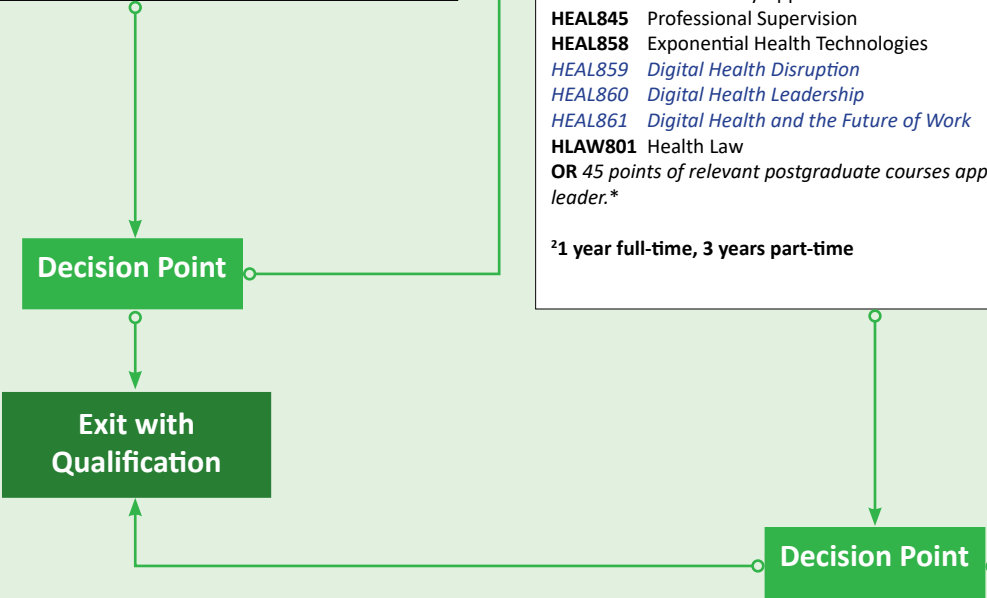 HEAL845 Professional Supervision
HEAL858 Exponential Health Technologies
HEAL859 Digital Health Disruption
HEAL860 Digital Health Leadership
HEAL861 Digital Health and the Future of Work
HLAW801 Health Law
OR 45 points of relevant postgraduate courses app
leader.*
²1 year full-time, 3 years part-time
Decision Point
Exit with
Qualification
Decision Point